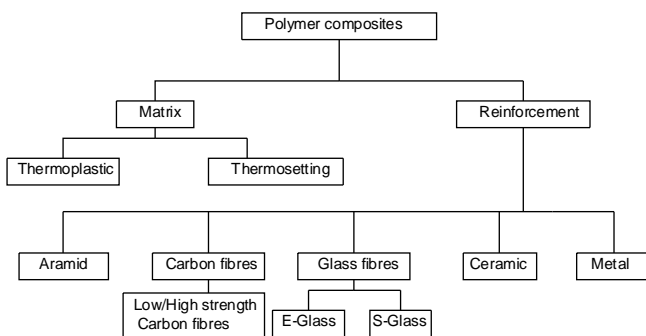 Polymer composites
Matrix
Reinforcement
Thermoplastic
Thermosetting
Aramid
Carbon fibres
Glass fibres
Ceramic
Metal
Low/High strength
Carbon fibres
E-Glass
S-Glass